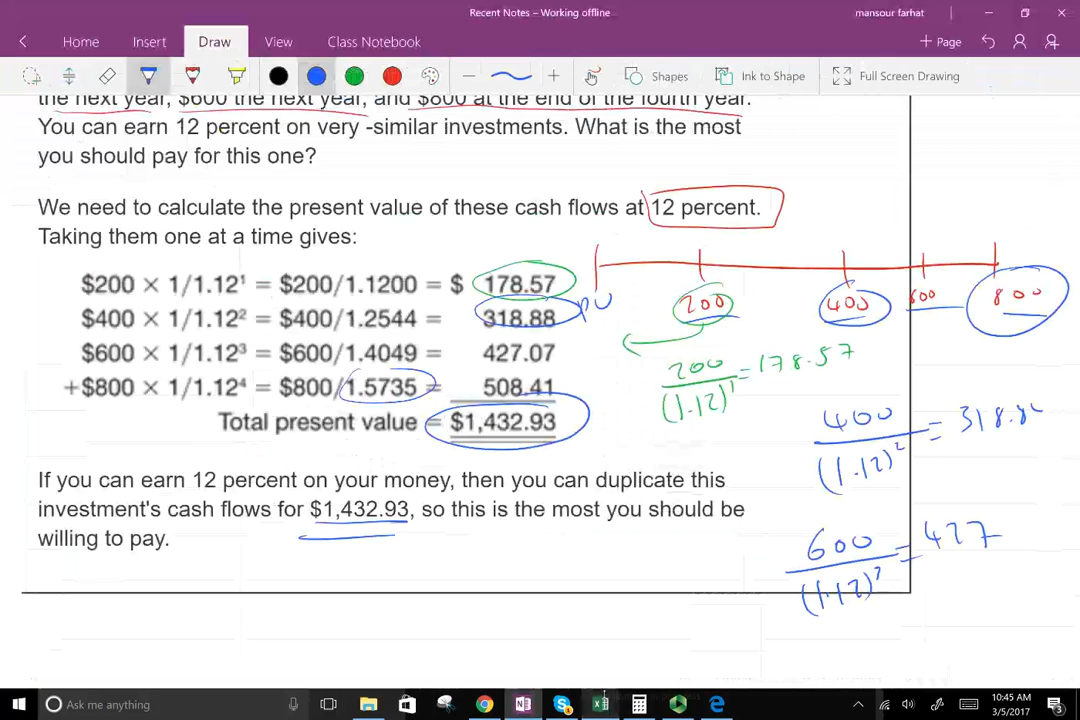 Recent Notes – Working offline
mansour farhat
Home Insert Draw View Class Notebook
+ Page
Shapes Ink to Shape Full Screen Drawing
the next year, $600 the next year, and $800 at the end of the fourth year.
You can earn 12 percent on very -similar investments. What is the most
you should pay for this one?
We need to calculate the present value of these cash flows at 12 percent.
Taking them one at a time gives:
$200 × 1/1.12¹ = $200/1.1200 = $ 178.57
$400 × 1/1.12² = $400/1.2544 = 318.88
$600 × 1/1.12³ = $600/1.4049 = 427.07
+$800 × 1/1.12⁴ = $800/1.5735 = 508.41
Total present value = $1,432.93
PV 200 400 600 800
200
= 178.57
(1.12)¹
400
= 318.8
(1.12)²
600
= 427
(1.12)³
If you can earn 12 percent on your money, then you can duplicate this
investment's cash flows for $1,432.93, so this is the most you should be
willing to pay.
Ask me anything
10:45 AM
3/5/2017
3